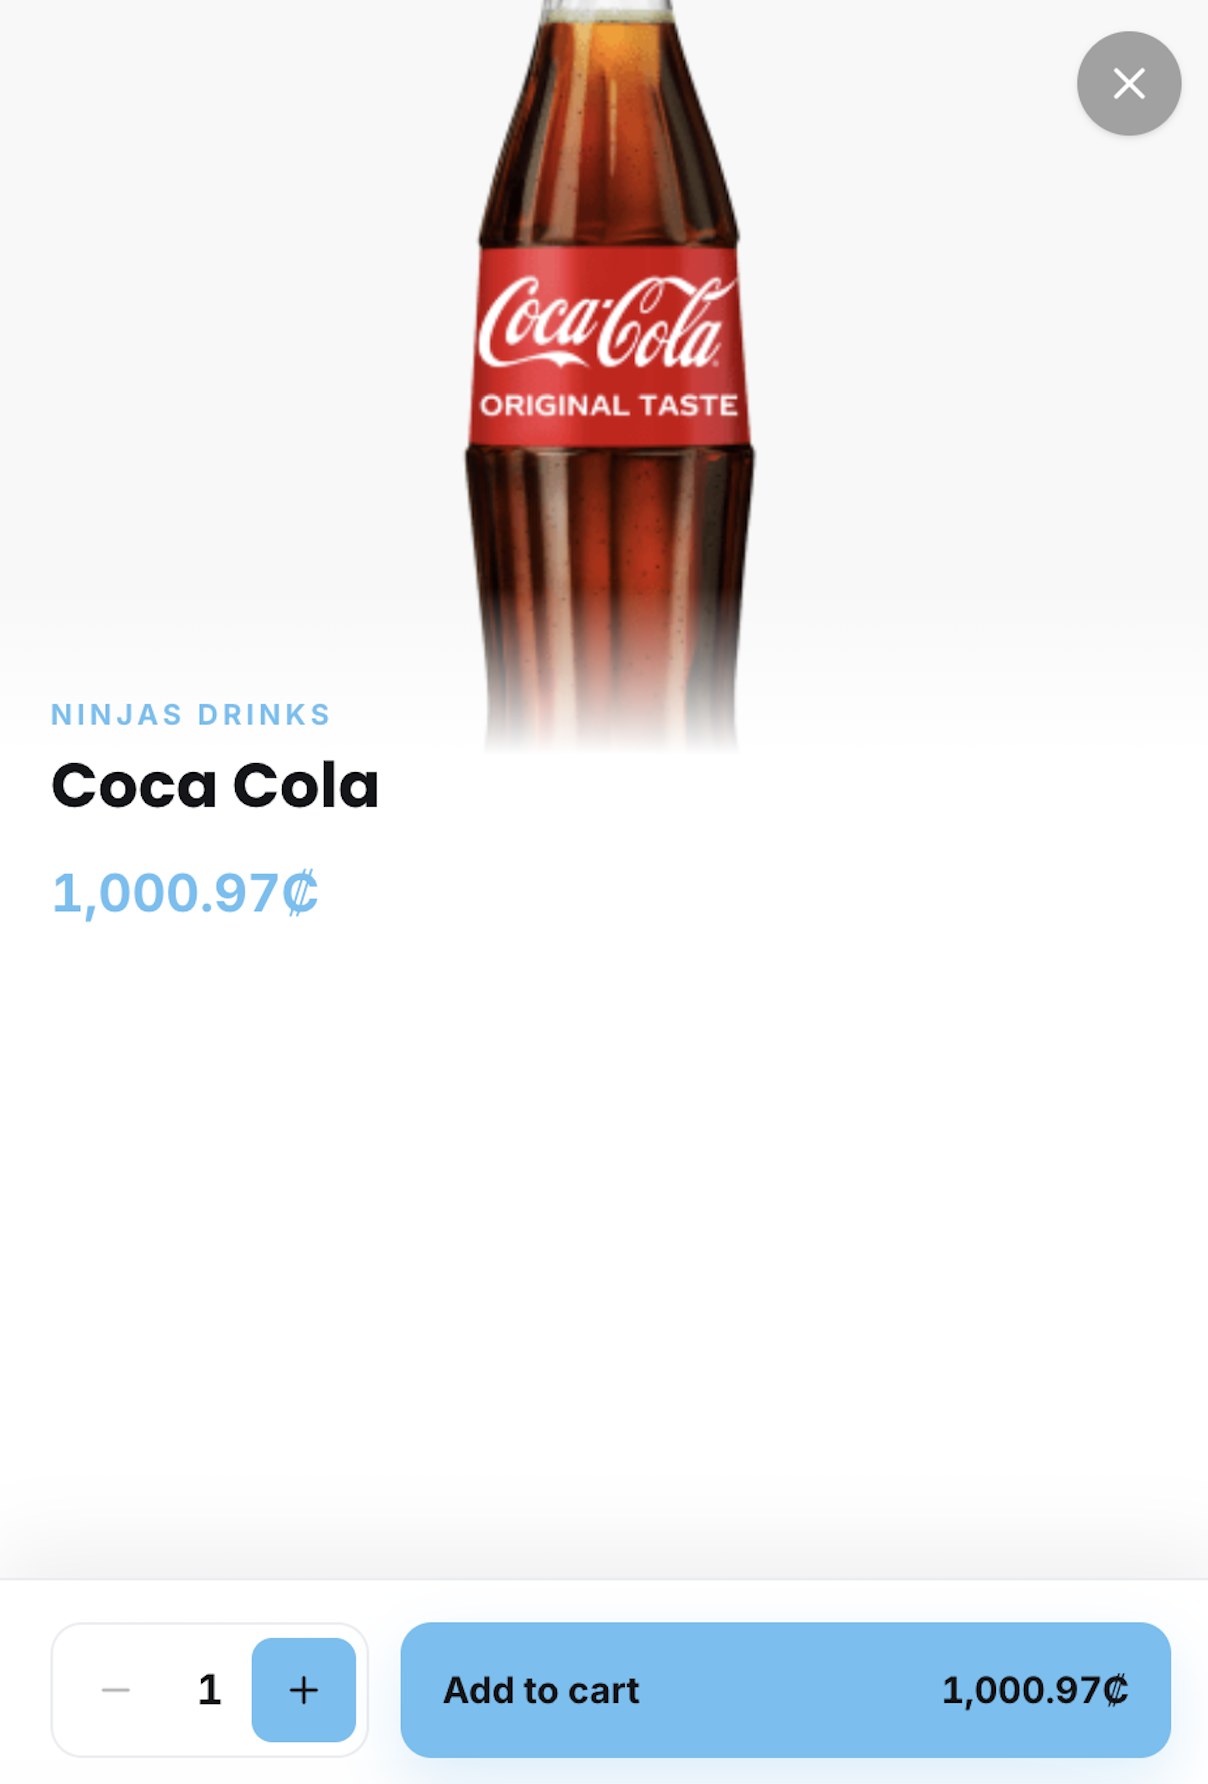 Coca-Cola
ORIGINAL TASTE
NINJAS DRINKS
Coca Cola
1,000.97₡
1
Add to cart 1,000.97₡